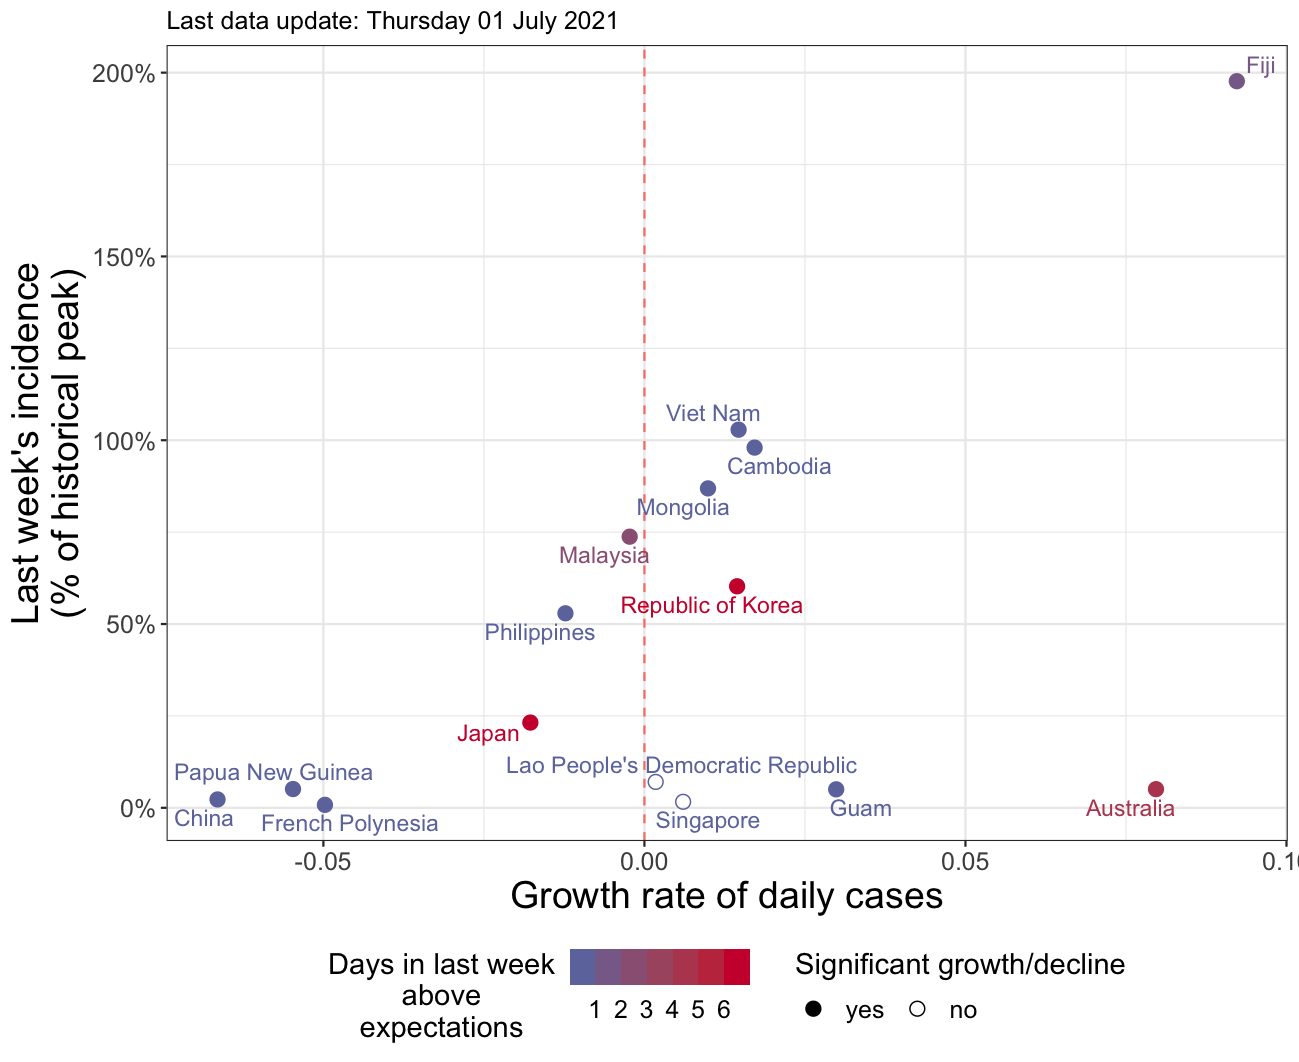 Last data update: Thursday 01 July 2021
Last week's incidence
(% of historical peak)
200%
150%
100%
50%
0%
Fiji
Viet Nam
Cambodia
Mongolia
Malaysia
Republic of Korea
Philippines
Japan
Lao People's Democratic Republic
Papua New Guinea
China
French Polynesia
Singapore
Guam
Australia
-0.05 0.00 0.05 0.10
Growth rate of daily cases
Days in last week
above
expectations
1 2 3 4 5 6
Significant growth/decline
yes no